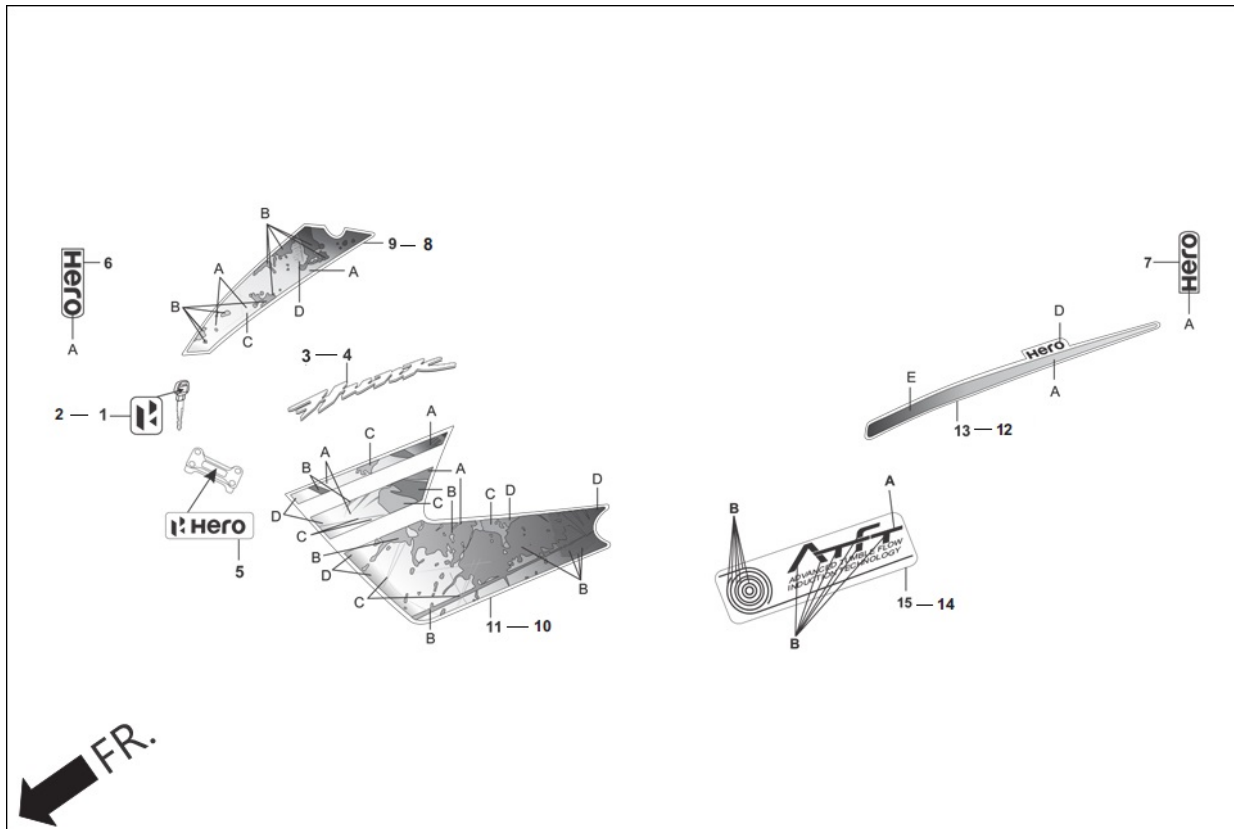 B
9 — 8
A
A
D
B
C
6
Hero
A
7
Hero
A
3 — 4
Hunk
2 — 1
Hero
5
A
C
A
B
A
B
C
D
D
C
D
C
B
D
C
B
B
11 — 10
D
Hero
E
A
13 — 12
A
B
ATFT
ADVANCED TUMBLE FLOW
INDUCTION TECHNOLOGY
15 — 14
B
FR.